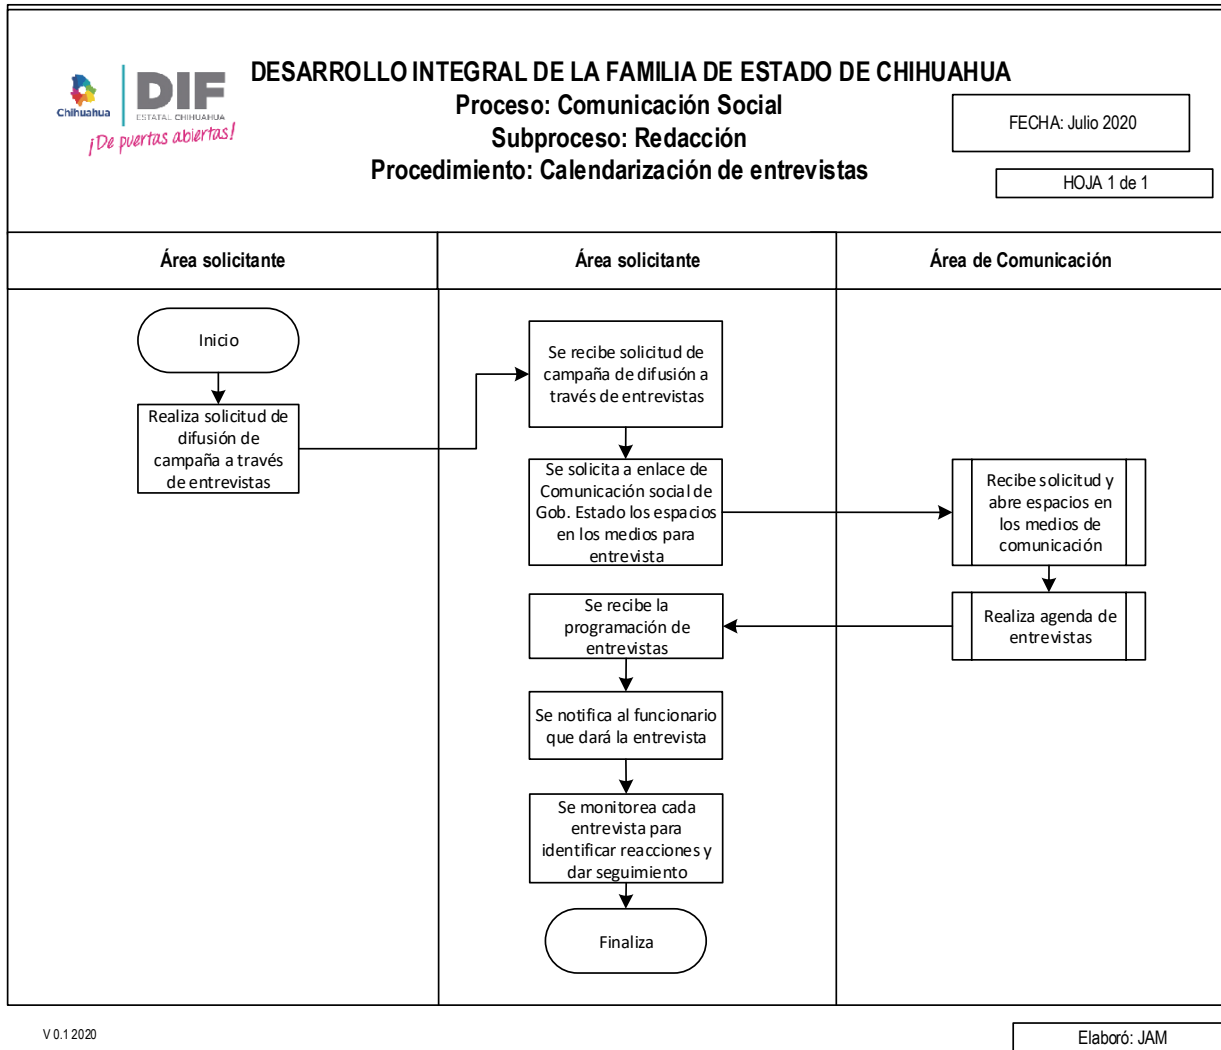 Chihuahua
DIF
ESTATAL CHIHUAHUA
¡De puertas abiertas!
DESARROLLO INTEGRAL DE LA FAMILIA DE ESTADO DE CHIHUAHUA
Proceso: Comunicación Social
Subproceso: Redacción
Procedimiento: Calendarización de entrevistas
FECHA: Julio 2020
HOJA 1 de 1
Área solicitante
Área solicitante
Área de Comunicación
Inicio
Realiza solicitud de
difusión de
campaña a través
de entrevistas
Se recibe solicitud de
campaña de difusión a
través de entrevistas
Se solicita a enlace de
Comunicación social de
Gob. Estado los espacios
en los medios para
entrevista
Recibe solicitud y
abre espacios en
los medios de
comunicación
Realiza agenda de
entrevistas
Se recibe la
programación de
entrevistas
Se notifica al funcionario
que dará la entrevista
Se monitorea cada
entrevista para
identificar reacciones y
dar seguimiento
Finaliza
V 0.1 2020
Elaboró: JAM